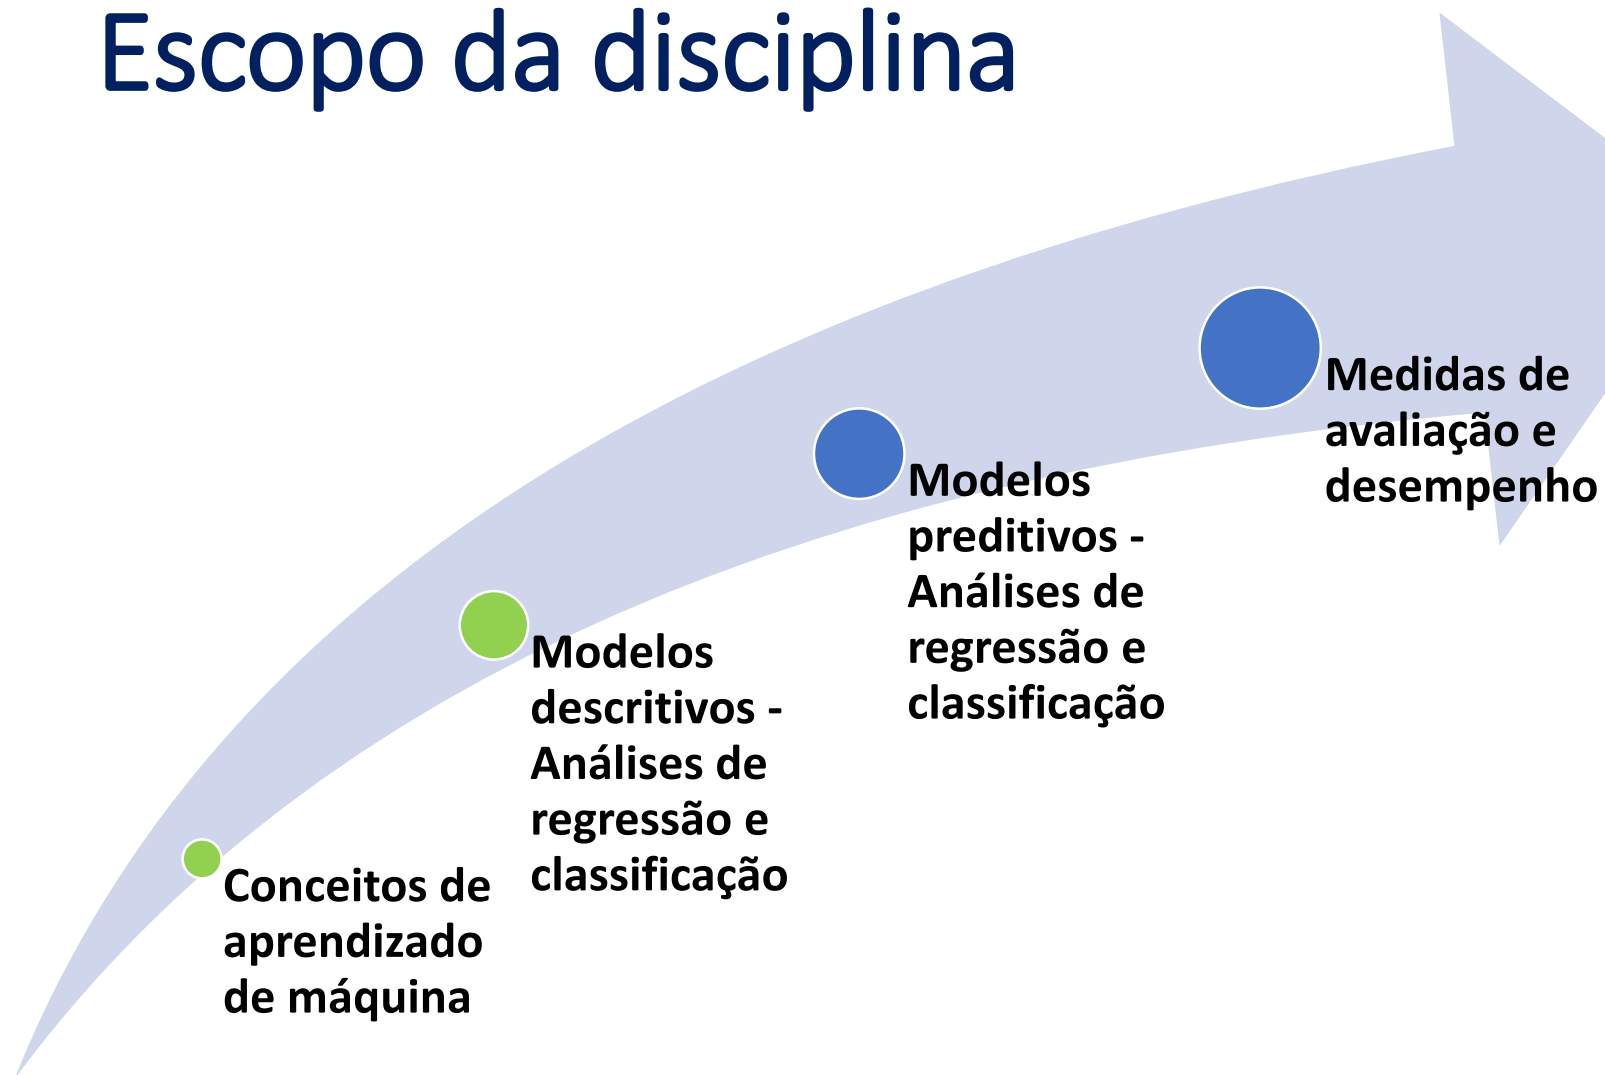 Escopo da disciplina
Conceitos de
aprendizado
de máquina
Modelos
descritivos -
Análises de
regressão e
classificação
Modelos
preditivos -
Análises de
regressão e
classificação
Medidas de
avaliação e
desempenho